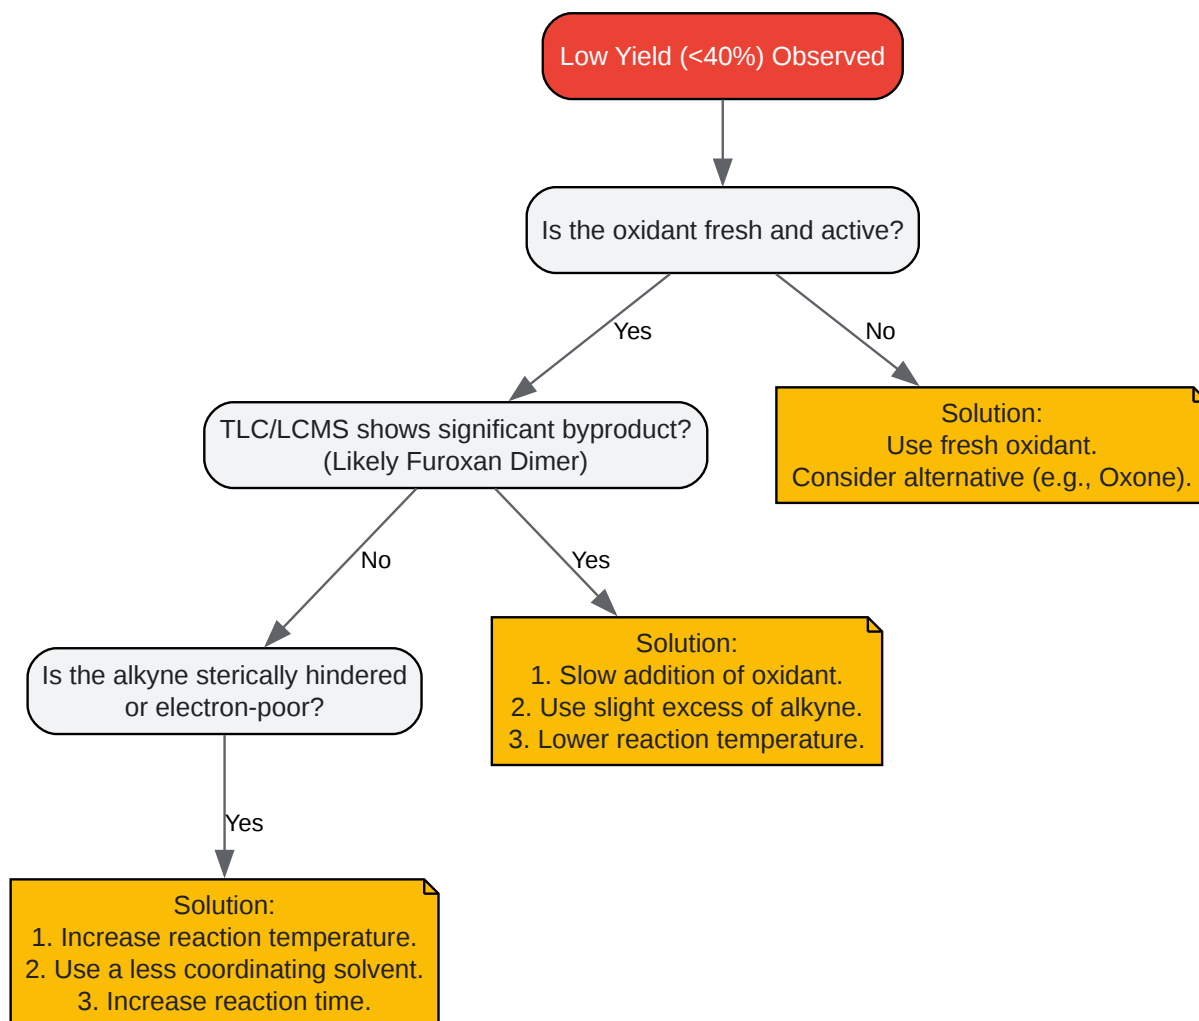 Low Yield (<40%) Observed
Is the oxidant fresh and active?
Yes
No
TLC/LCMS shows significant byproduct?
(Likely Furoxan Dimer)
Solution:
Use fresh oxidant.
Consider alternative (e.g., Oxone).
No
Yes
Is the alkyne sterically hindered
or electron-poor?
Solution:
1. Slow addition of oxidant.
2. Use slight excess of alkyne.
3. Lower reaction temperature.
Yes
Solution:
1. Increase reaction temperature.
2. Use a less coordinating solvent.
3. Increase reaction time.